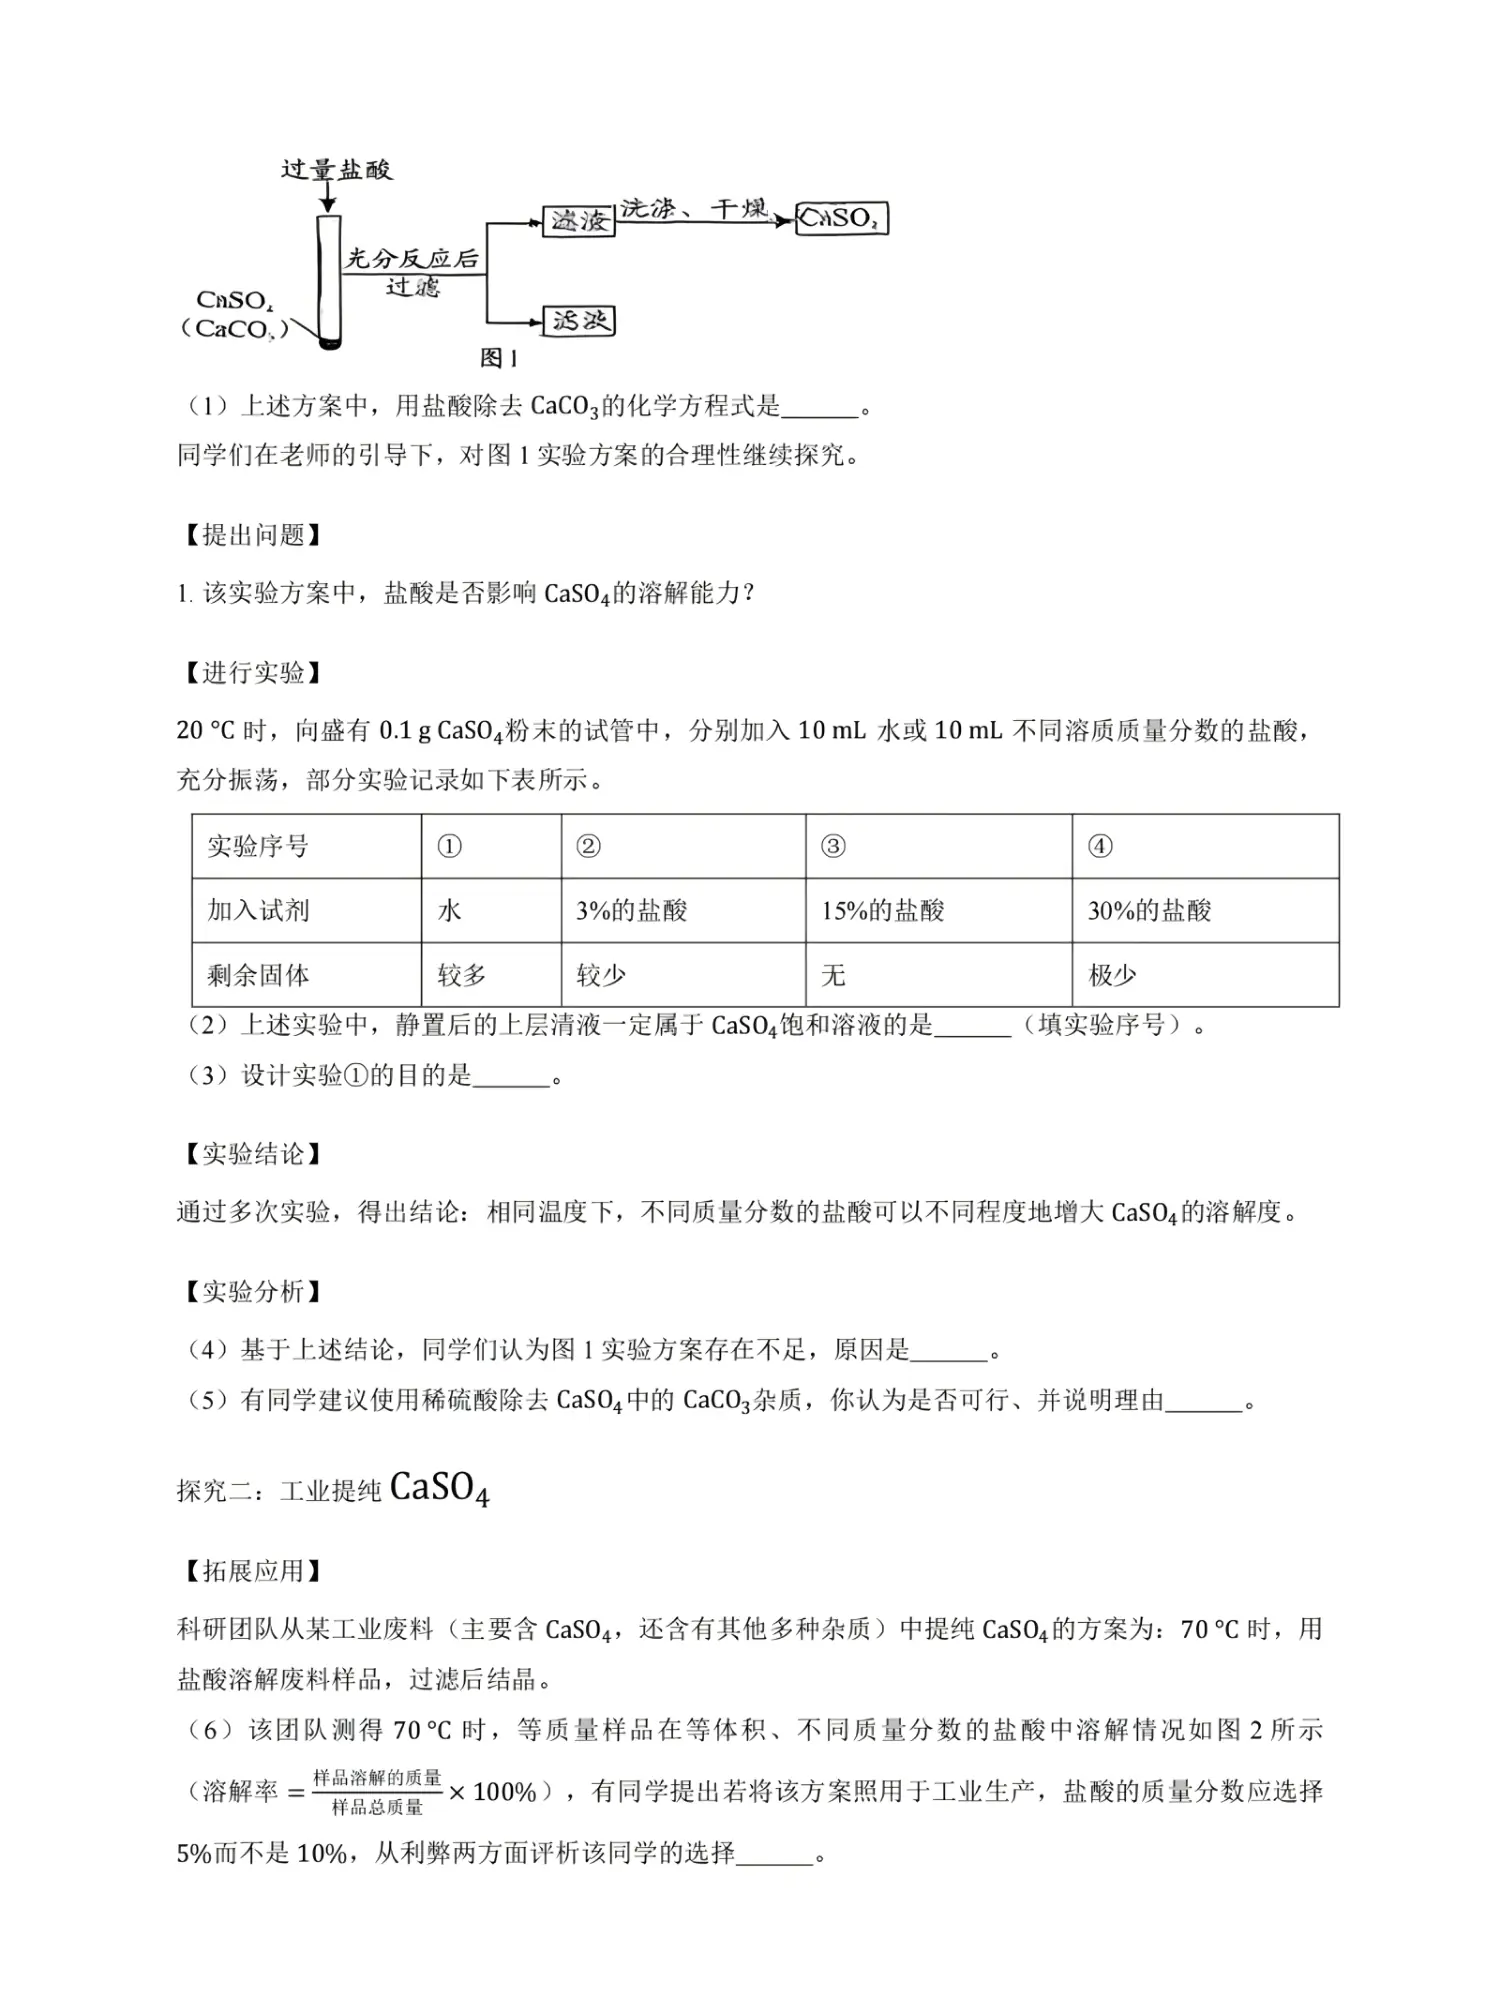 过量盐酸
洗涤、干燥
CaSO₄
充分反应后
过滤
CaSO₄
(CaCO₃)
图1
(1)上述方案中,用盐酸除去 CaCO₃的化学方程式是______。
同学们在老师的引导下,对图 1 实验方案的合理性继续探究。
【提出问题】
1. 该实验方案中,盐酸是否影响 CaSO₄的溶解能力?
【进行实验】
20 °C 时,向盛有 0.1 g CaSO₄粉末的试管中,分别加入 10 mL 水或 10 mL 不同溶质质量分数的盐酸,
充分振荡,部分实验记录如下表所示。
实验序号 ① ② ③ ④
加入试剂 水 3%的盐酸 15%的盐酸 30%的盐酸
剩余固体 较多 较少 无 极少
(2)上述实验中,静置后的上层清液一定属于 CaSO₄饱和溶液的是______(填实验序号)。
(3)设计实验①的目的是______。
【实验结论】
通过多次实验,得出结论:相同温度下,不同质量分数的盐酸可以不同程度地增大 CaSO₄的溶解度。
【实验分析】
(4)基于上述结论,同学们认为图 1 实验方案存在不足,原因是______。
(5)有同学建议使用稀硫酸除去 CaSO₄中的 CaCO₃杂质,你认为是否可行、并说明理由______。
探究二:工业提纯 CaSO₄
【拓展应用】
科研团队从某工业废料(主要含 CaSO₄,还含有其他多种杂质)中提纯 CaSO₄的方案为:70 °C 时,用
盐酸溶解废料样品,过滤后结晶。
(6)该团队测得 70 °C 时,等质量样品在等体积、不同质量分数的盐酸中溶解情况如图 2 所示
(溶解率 = 样品溶解的质量/样品总质量 × 100%),有同学提出若将该方案照用于工业生产,盐酸的质量分数应选择
5%而不是 10%,从利弊两方面评析该同学的选择______。